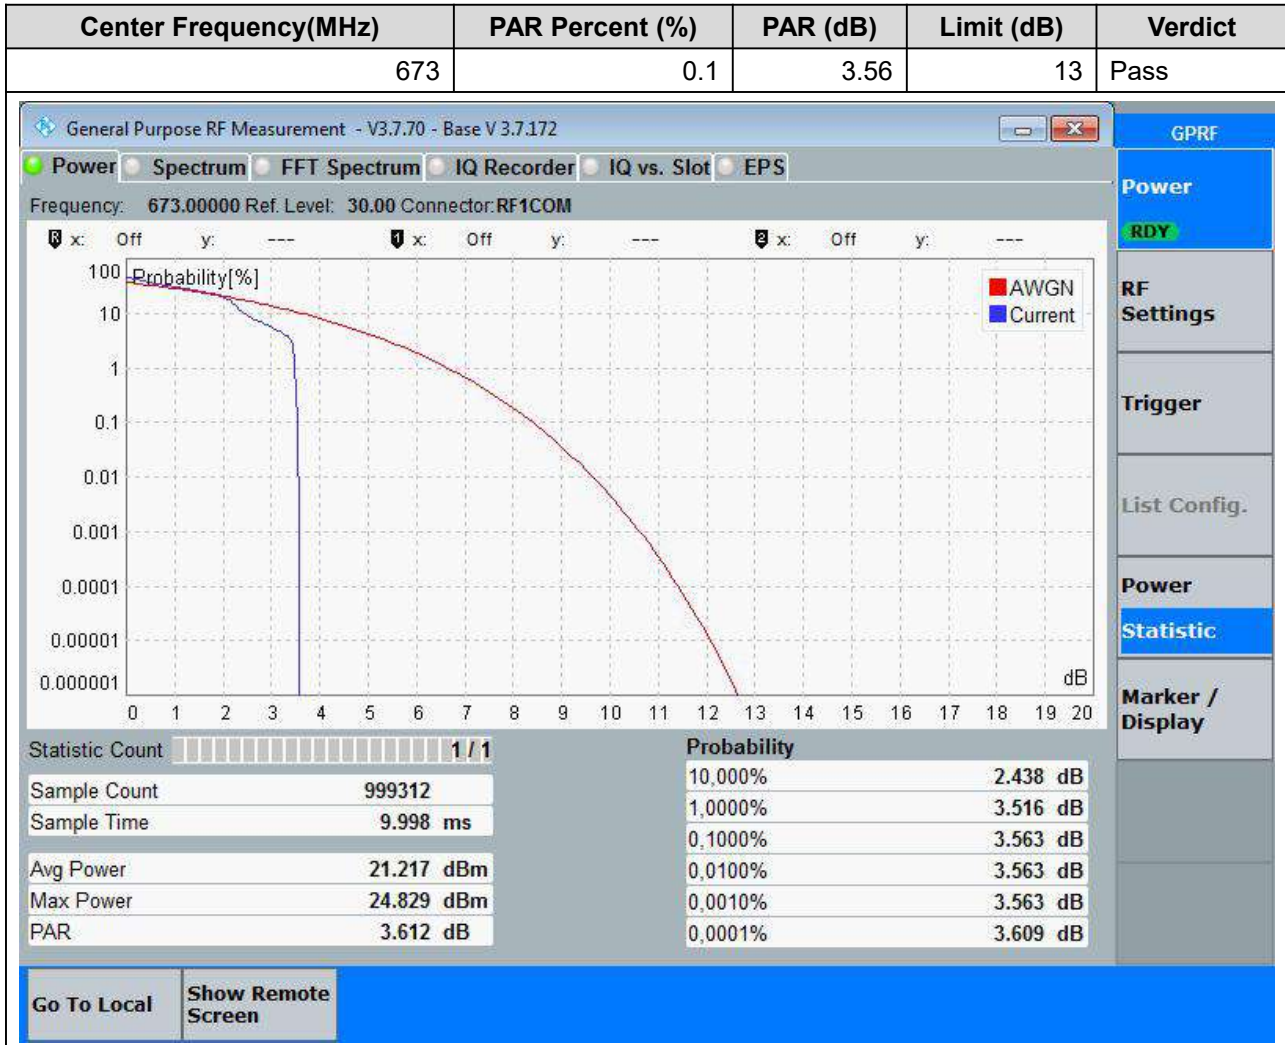 Center Frequency(MHz) PAR Percent (%) PAR (dB) Limit (dB) Verdict
673 0.1 3.56 13 Pass
General Purpose RF Measurement - V3.7.70 - Base V 3.7.172
GPRF
Power Spectrum FFT Spectrum IQ Recorder IQ vs. Slot EPS
Power
RDY
Frequency: 673.00000 Ref. Level: 30.00 Connector: RF1COM
R x: Off y: --- 1 x: Off y: --- 2 x: Off y: ---
Probability[%]
AWGN
Current
100
10
1
0.1
0.01
0.001
0.0001
0.00001
0.000001
dB
0 1 2 3 4 5 6 7 8 9 10 11 12 13 14 15 16 17 18 19 20
RF
Settings
Trigger
List Config.
Power
Statistic
Marker /
Display
Statistic Count 1 / 1
Sample Count 999312
Sample Time 9.998 ms
Avg Power 21.217 dBm
Max Power 24.829 dBm
PAR 3.612 dB
Probability
10,000% 2.438 dB
1,0000% 3.516 dB
0,1000% 3.563 dB
0,0100% 3.563 dB
0,0010% 3.563 dB
0,0001% 3.609 dB
Go To Local
Show Remote
Screen